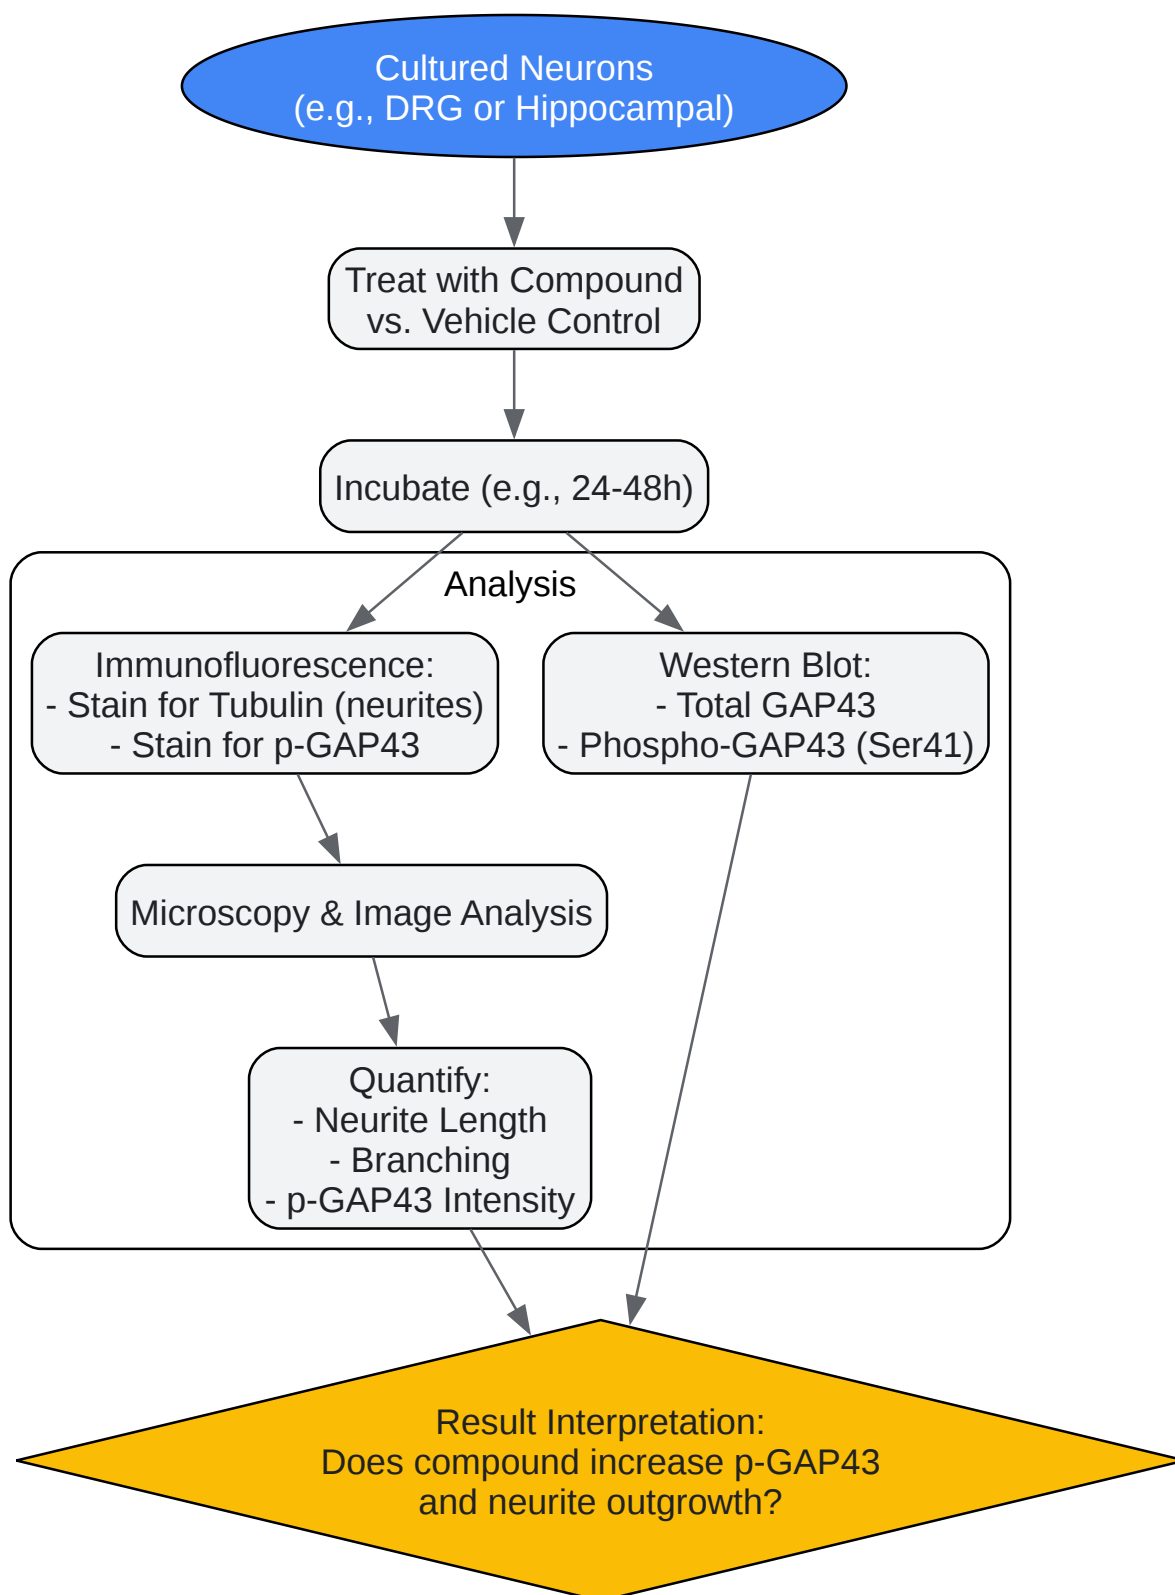 Cultured Neurons
(e.g., DRG or Hippocampal)
Treat with Compound
vs. Vehicle Control
Incubate (e.g., 24-48h)
Analysis
Immunofluorescence:
- Stain for Tubulin (neurites)
- Stain for p-GAP43
Western Blot:
- Total GAP43
- Phospho-GAP43 (Ser41)
Microscopy & Image Analysis
Quantify:
- Neurite Length
- Branching
- p-GAP43 Intensity
Result Interpretation:
Does compound increase p-GAP43
and neurite outgrowth?